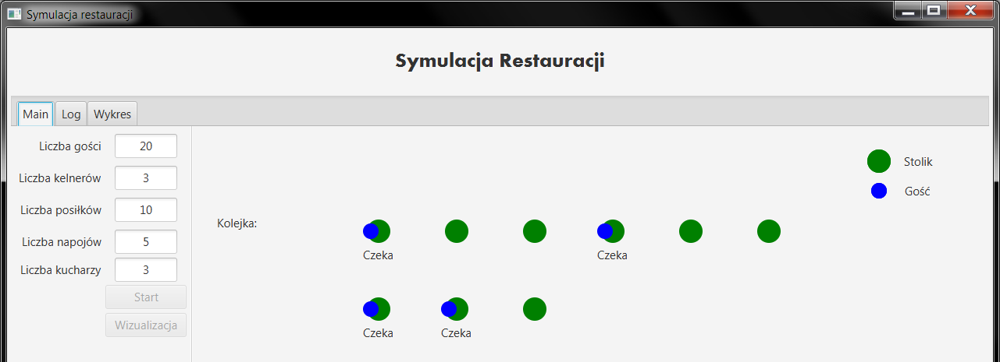 Symulacja restauracji
Symulacja Restauracji
Main Log Wykres
Liczba gości 20
Liczba kelnerów 3
Liczba posiłków 10
Liczba napojów 5
Liczba kucharzy 3
Start
Wizualizacja
Kolejka:
Czeka Czeka
Czeka Czeka
Stolik
Gość